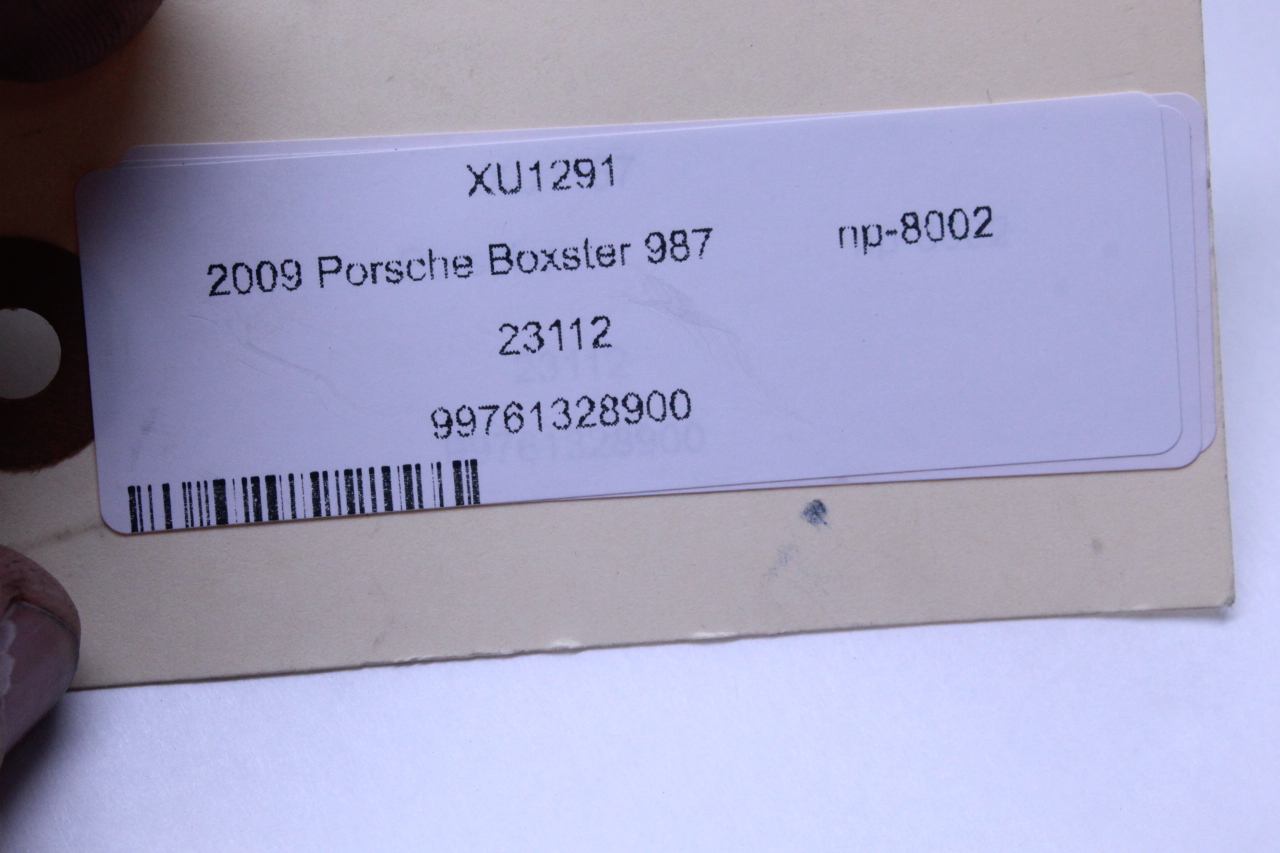 XU1291
2009 Porsche Boxster 987 np-8002
23112
99761328900